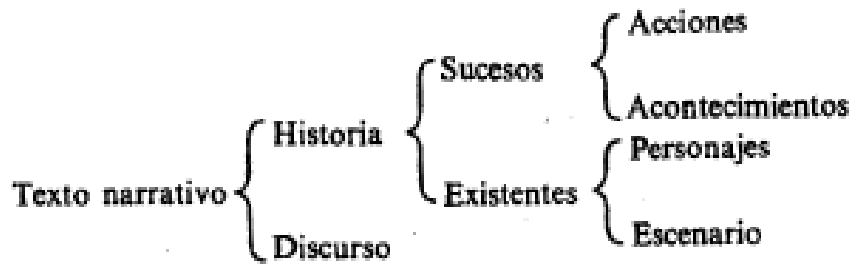 Acciones
Sucesos
Acontecimientos
Historia
Personajes
Texto narrativo
Existentes
Escenario
Discurso